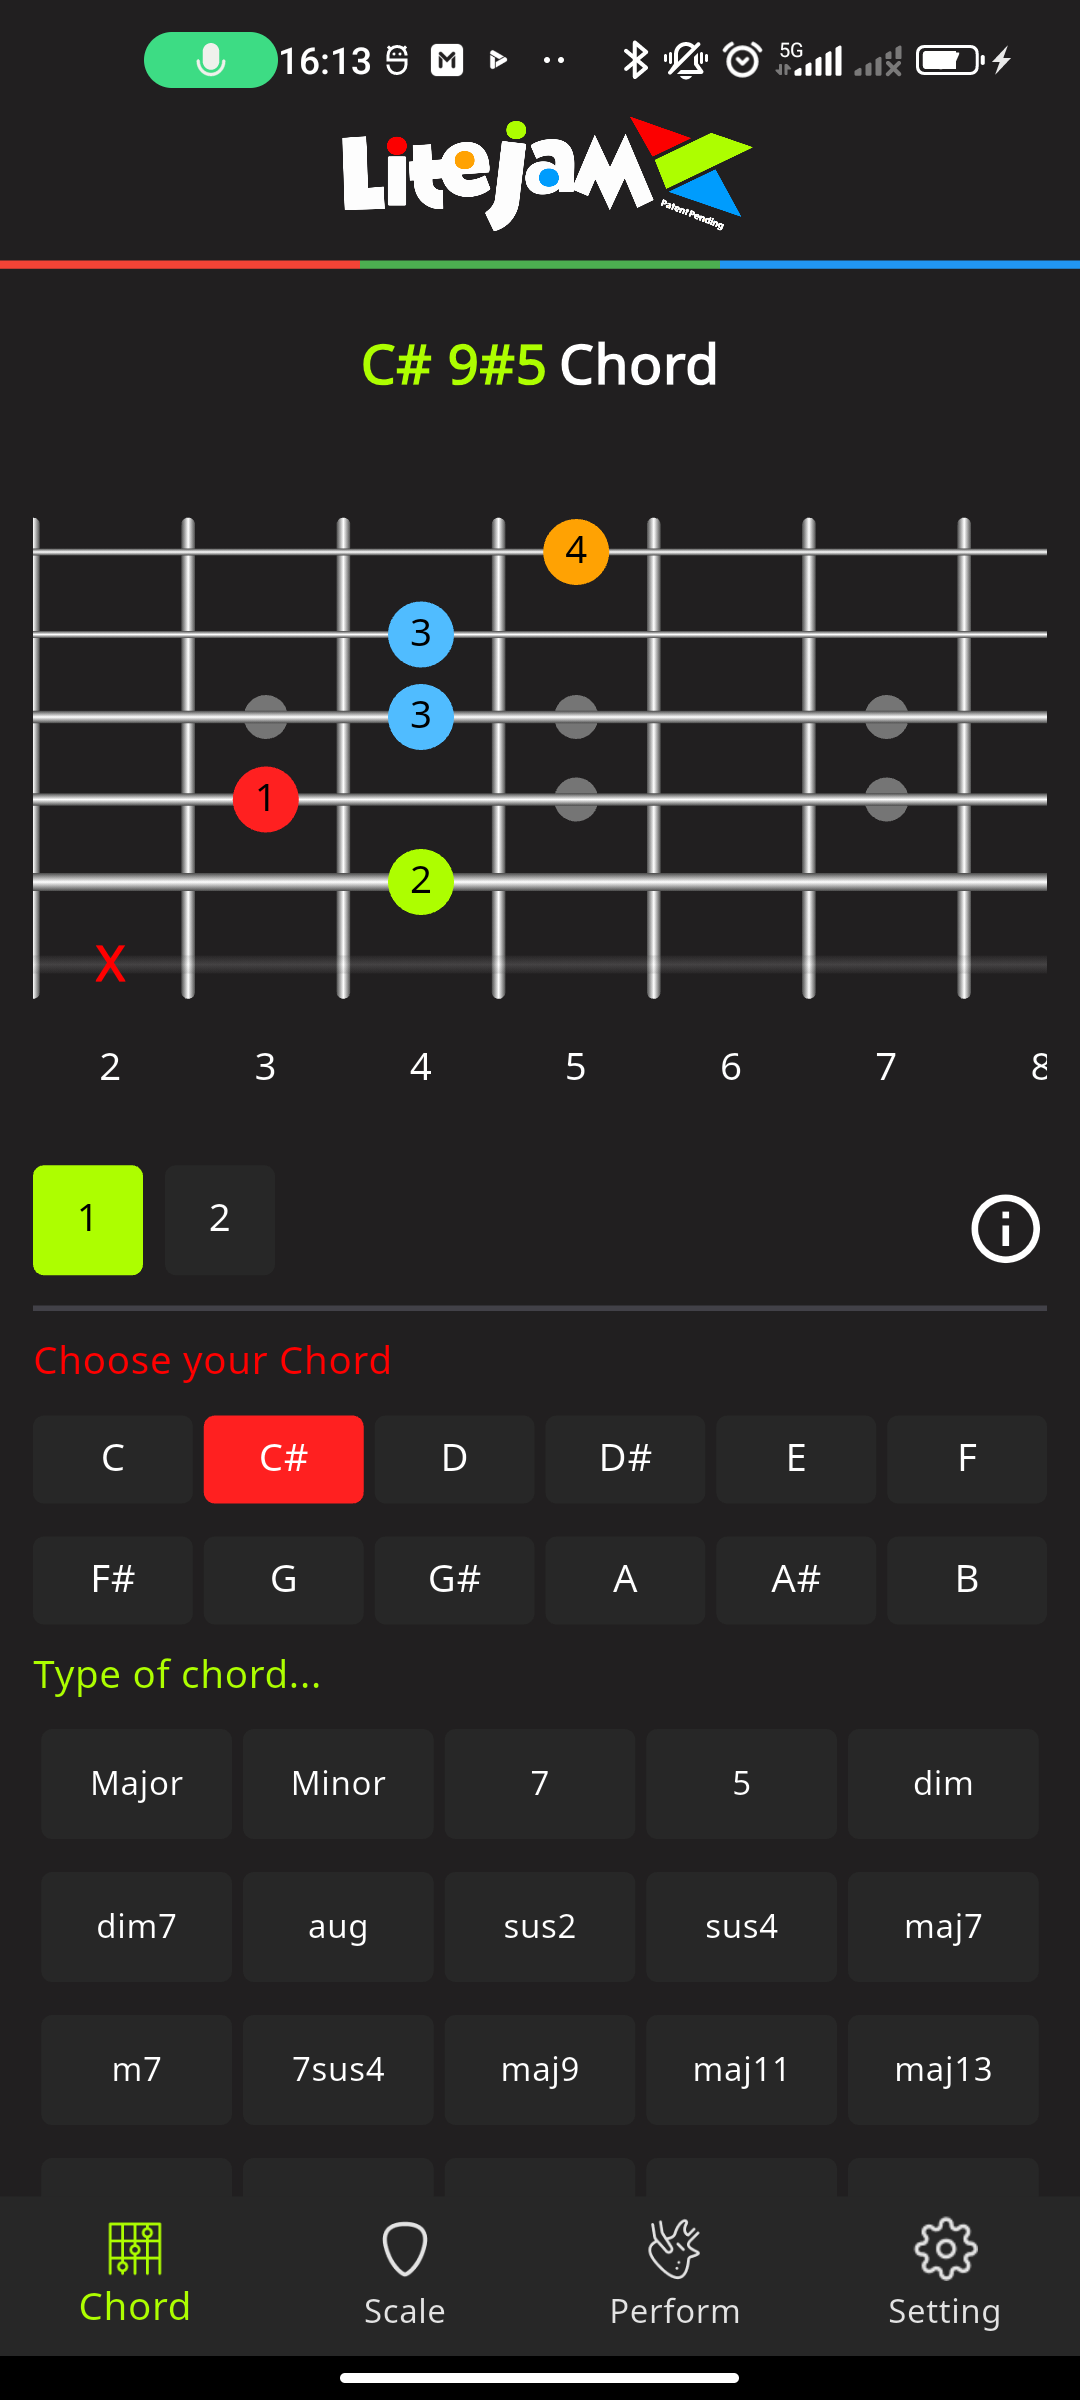 16:13 5G
LitejaM
Patent Pending
C# 9#5 Chord
4
3
3
1
2
X
2 3 4 5 6 7 8
1 2
Choose your Chord
C C# D D# E F
F# G G# A A# B
Type of chord...
Major Minor 7 5 dim
dim7 aug sus2 sus4 maj7
m7 7sus4 maj9 maj11 maj13
Chord Scale Perform Setting